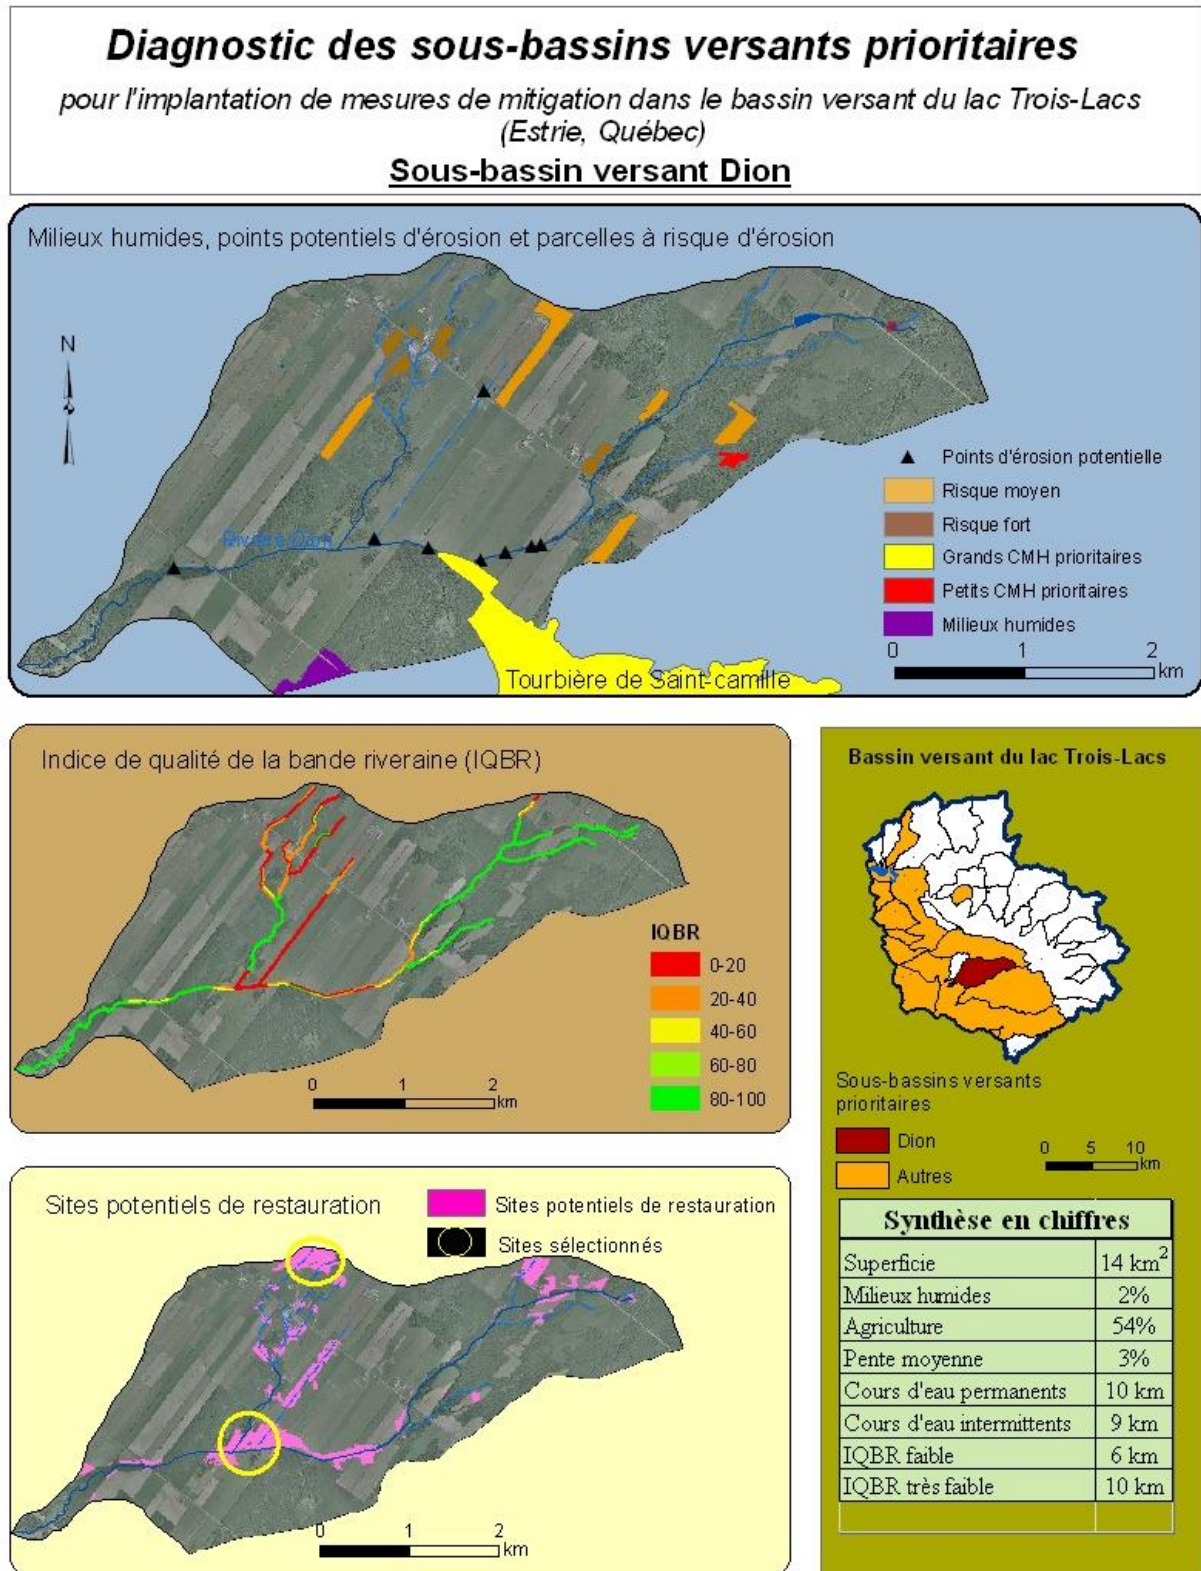 Diagnostic des sous-bassins versants prioritaires
pour l'implantation de mesures de mitigation dans le bassin versant du lac Trois-Lacs
(Estrie, Québec)
Sous-bassin versant Dion
Milieux humides, points potentiels d'érosion et parcelles à risque d'érosion
N
Rivière Dion
Points d'érosion potentielle
Risque moyen
Risque fort
Grands CMH prioritaires
Petits CMH prioritaires
Milieux humides
0 1 2
km
Tourbière de Saint-camille
Indice de qualité de la bande riveraine (IQBR)
IQBR
0-20
20-40
40-60
60-80
80-100
0 1 2
km
Sites potentiels de restauration
Sites potentiels de restauration
Sites sélectionnés
0 1 2
km
Bassin versant du lac Trois-Lacs
Sous-bassins versants
prioritaires
Dion
Autres
0 5 10
km
Synthèse en chiffres
Superficie 14 km²
Milieux humides 2%
Agriculture 54%
Pente moyenne 3%
Cours d'eau permanents 10 km
Cours d'eau intermittents 9 km
IQBR faible 6 km
IQBR très faible 10 km